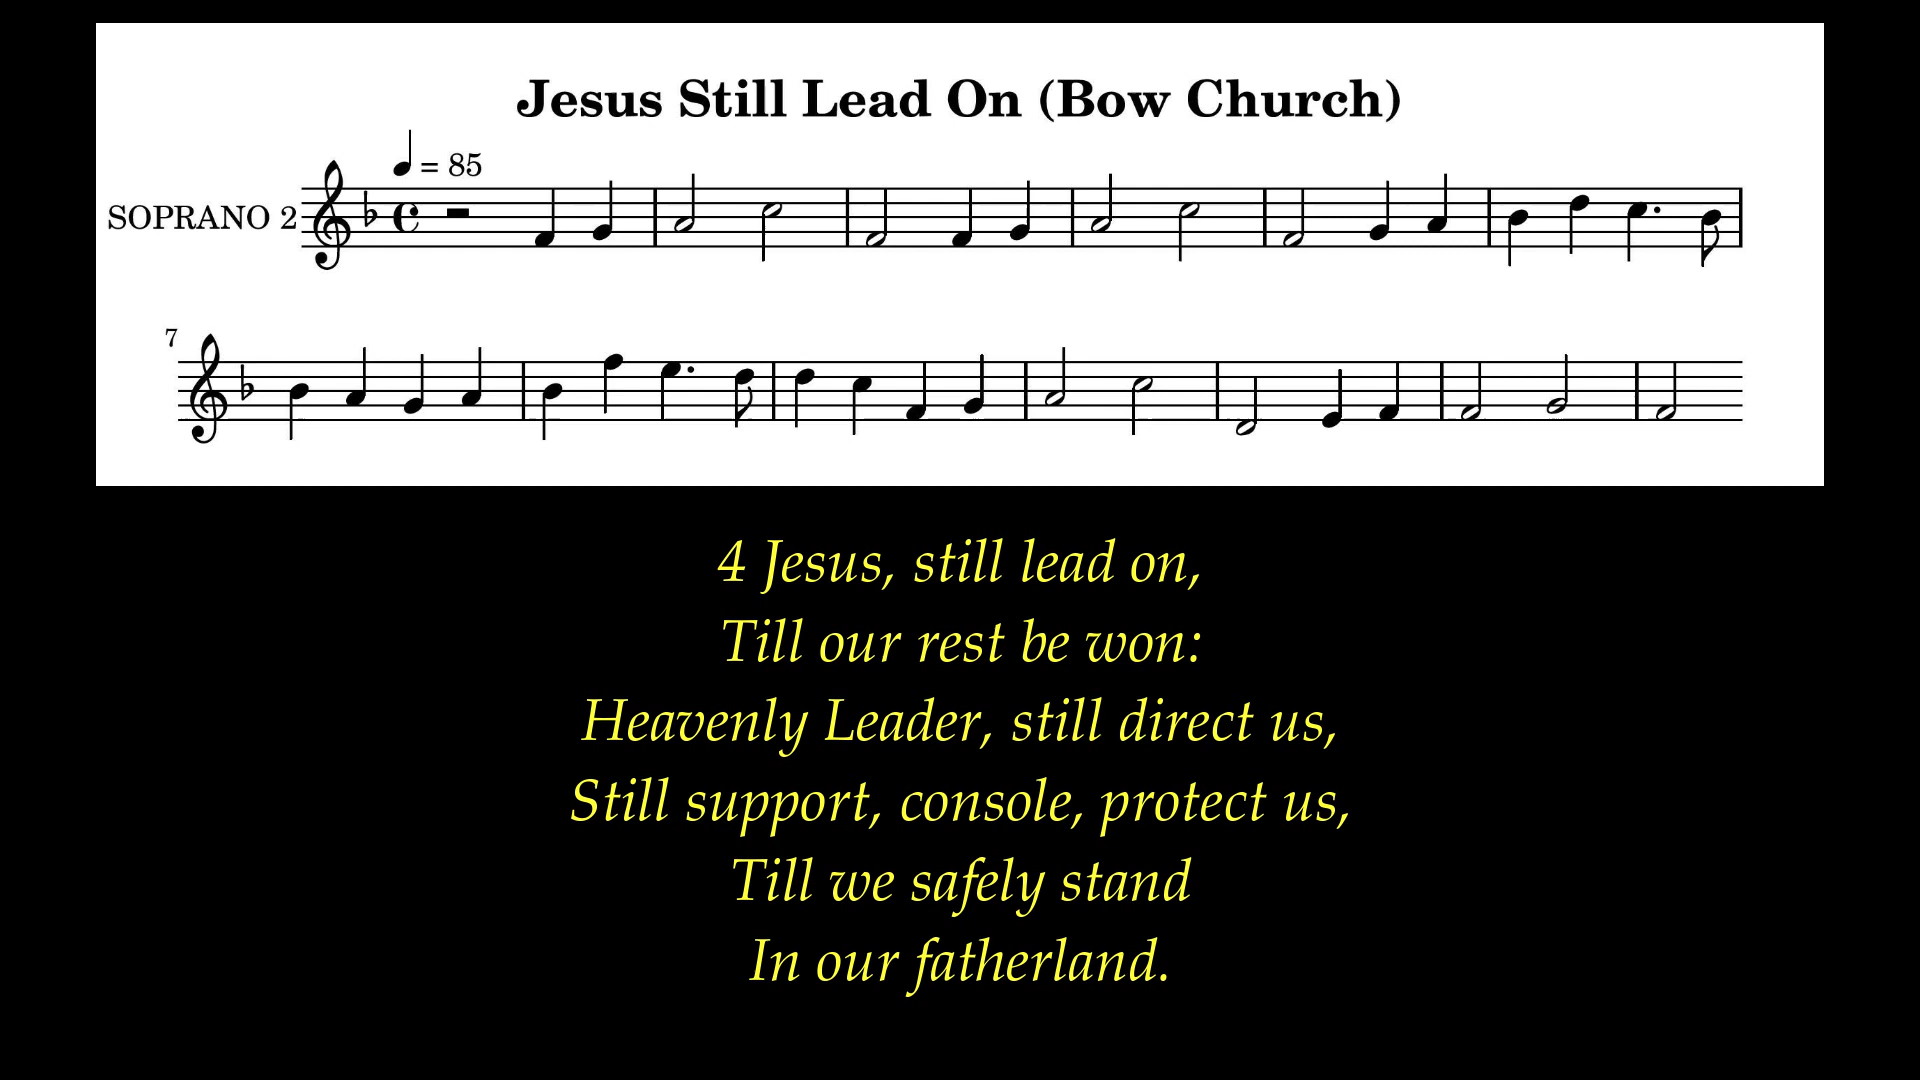 Jesus Still Lead On (Bow Church)
= 85
SOPRANO 2
7
4 Jesus, still lead on,
Till our rest be won:
Heavenly Leader, still direct us,
Still support, console, protect us,
Till we safely stand
In our fatherland.